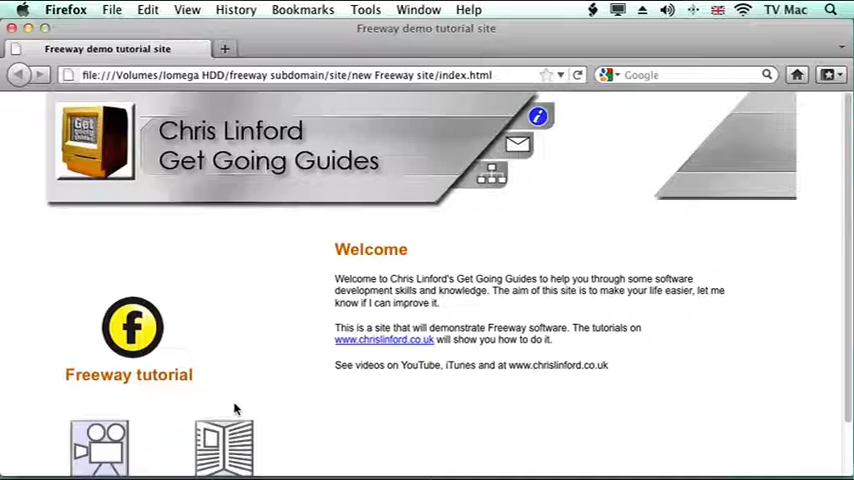 Firefox File Edit View History Bookmarks Tools Window Help TV Mac
Freeway demo tutorial site
Freeway demo tutorial site
file:///Volumes/Iomega HDD/freeway subdomain/site/new Freeway site/index.html
Google
Get
going
Chris Linford
Get Going Guides
i
Welcome
Welcome to Chris Linford's Get Going Guides to help you through some software
development skills and knowledge. The aim of this site is to make your life easier, let me
know if I can improve it.
This is a site that will demonstrate Freeway software. The tutorials on
www.chrislinford.co.uk will show you how to do it.
See videos on YouTube, iTunes and at www.chrislinford.co.uk
f
Freeway tutorial